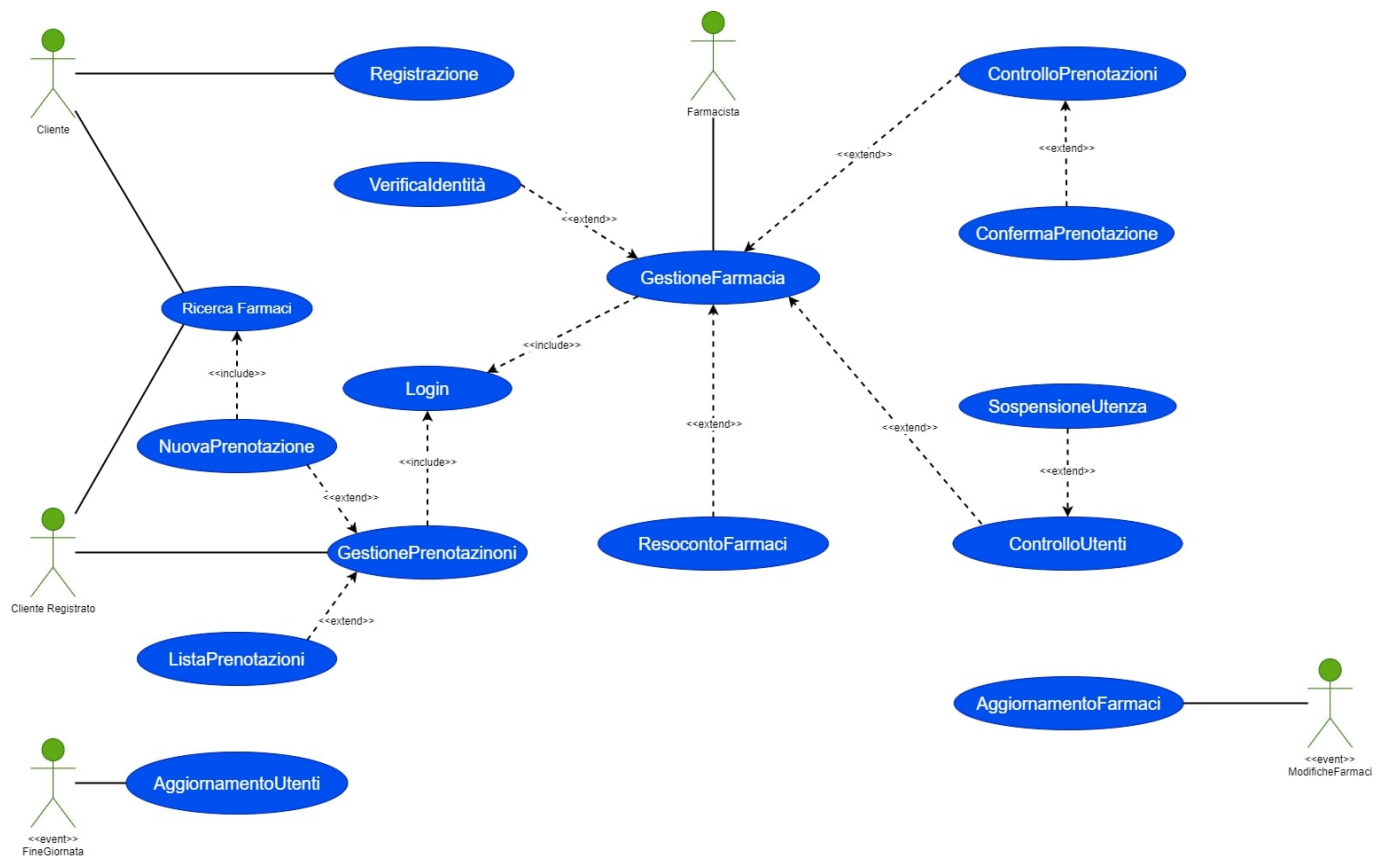 Registrazione
ControlloPrenotazioni
Farmacista
Cliente
<<extend>>
<<extend>>
VerificaIdentità
<<extend>>
ConfermaPrenotazione
GestioneFarmacia
Ricerca Farmaci
<<include>>
<<include>>
Login
SospensioneUtenza
<<extend>>
<<extend>>
NuovaPrenotazione
<<include>>
<<extend>>
<<extend>>
GestionePrenotazinoni
ResocontoFarmaci
ControlloUtenti
Cliente Registrato
<<extend>>
ListaPrenotazioni
AggiornamentoFarmaci
<<event>>
ModificheFarmaci
AggiornamentoUtenti
<<event>>
FineGiornata